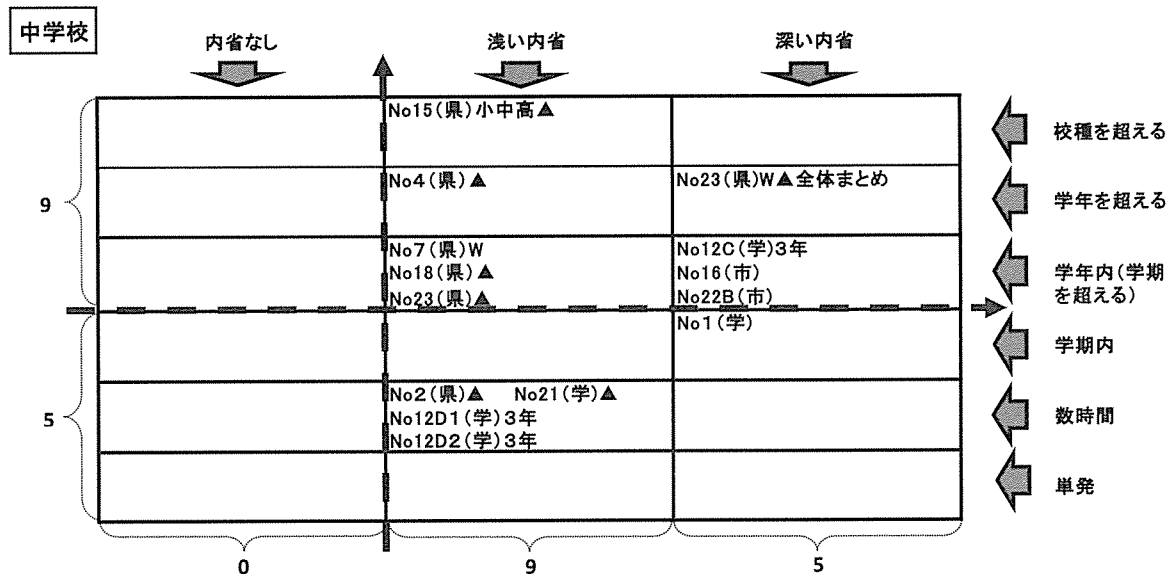 中学校
内省なし
浅い内省
深い内省
No15(県)小中高▲
校種を超える
No4(県)▲
No23(県)W▲全体まとめ
学年を超える
9
No7(県)W
No18(県)▲
No23(県)▲
No12C(学)3年
No16(市)
No22B(市)
学年内(学期
を超える)
No1(学)
学期内
5
No2(県)▲ No21(学)▲
No12D1(学)3年
No12D2(学)3年
数時間
単発
0
9
5